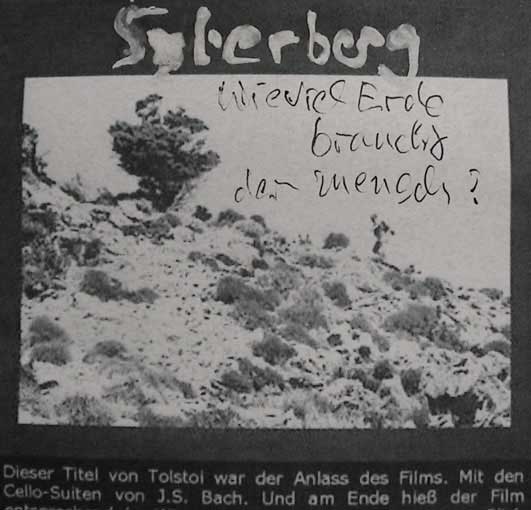 Syberberg
Wieviel Erde
braucht
der Mensch ?
Dieser Titel von Tolstoi war der Anlass des Films. Mit den
Cello-Suiten von J.S. Bach. Und am Ende hieß der Film